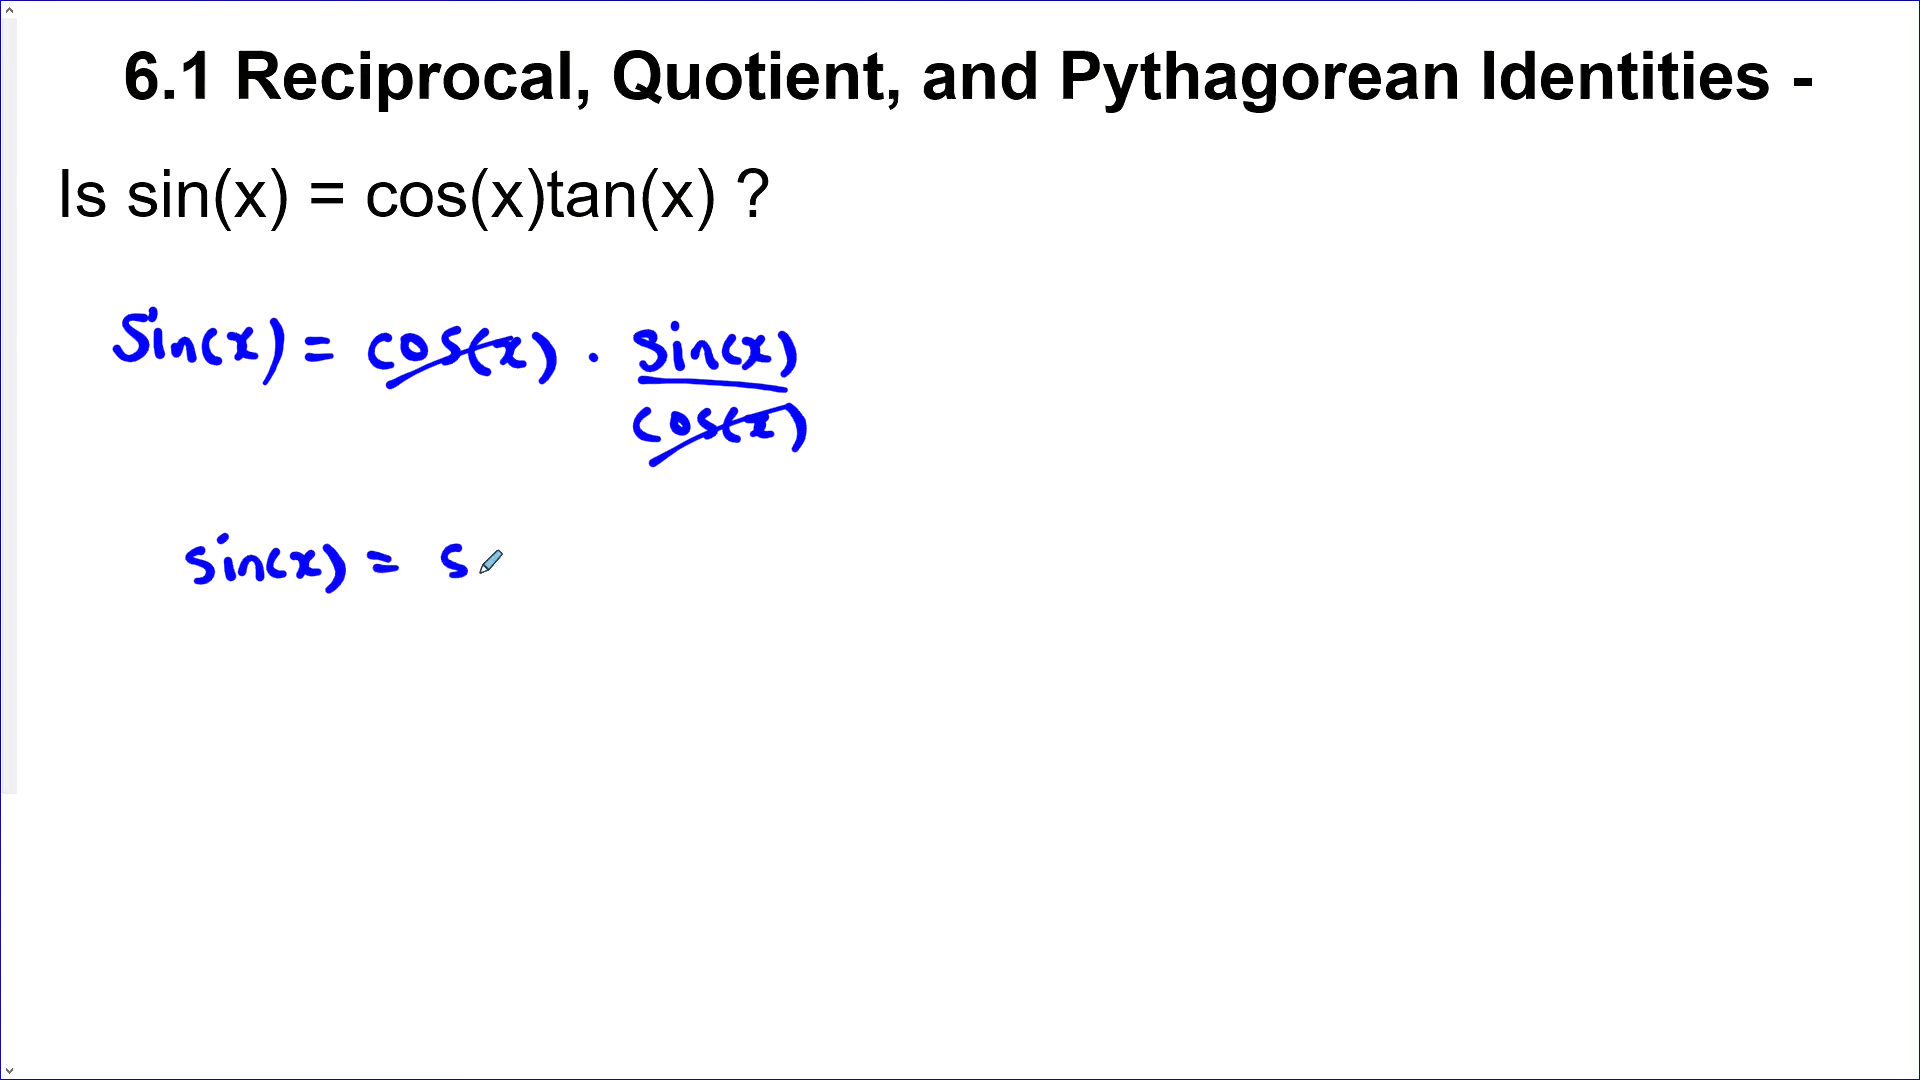 6.1 Reciprocal, Quotient, and Pythagorean Identities -
Is sin(x) = cos(x)tan(x) ?
sin(x) = cos(x) · sin(x)
cos(x)
sin(x) = s